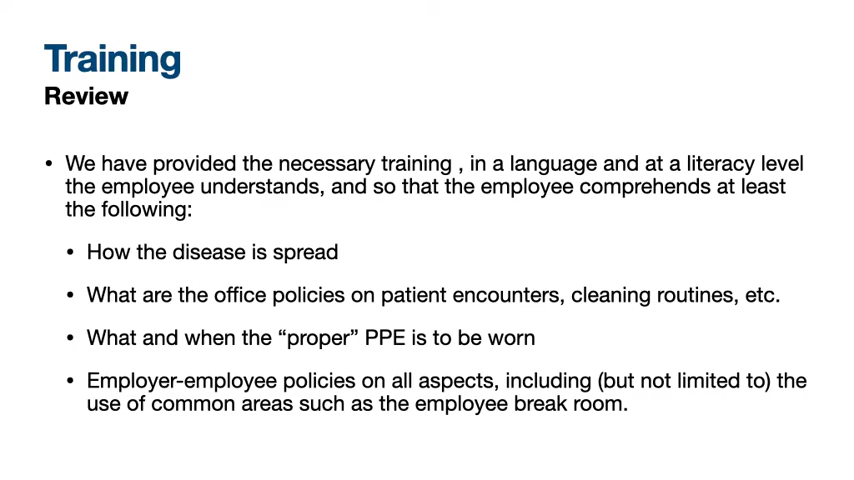 Training
Review
• We have provided the necessary training , in a language and at a literacy level
the employee understands, and so that the employee comprehends at least
the following:
• How the disease is spread
• What are the office policies on patient encounters, cleaning routines, etc.
• What and when the “proper” PPE is to be worn
• Employer-employee policies on all aspects, including (but not limited to) the
use of common areas such as the employee break room.